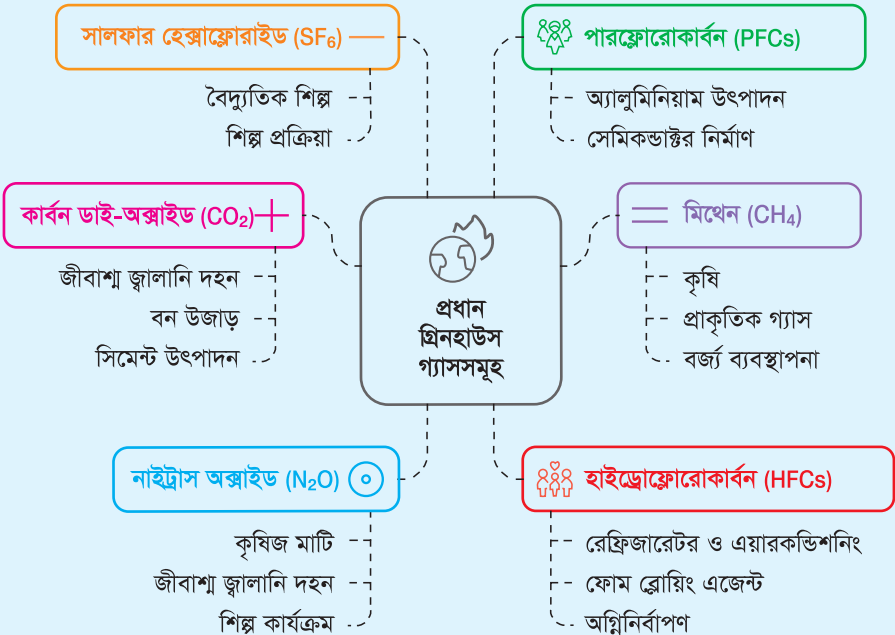 সালফার হেক্সাফ্লোরাইড (SF₆)
বৈদ্যুতিক শিল্প
শিল্প প্রক্রিয়া
পারফ্লোরোকার্বন (PFCs)
অ্যালুমিনিয়াম উৎপাদন
সেমিকন্ডাক্টর নির্মাণ
কার্বন ডাই-অক্সাইড (CO₂)
জীবাশ্ম জ্বালানি দহন
বন উজাড়
সিমেন্ট উৎপাদন
প্রধান
গ্রিনহাউস
গ্যাসসমূহ
মিথেন (CH₄)
কৃষি
প্রাকৃতিক গ্যাস
বর্জ্য ব্যবস্থাপনা
নাইট্রাস অক্সাইড (N₂O)
কৃষিজ মাটি
জীবাশ্ম জ্বালানি দহন
শিল্প কার্যক্রম
হাইড্রোফ্লোরোকার্বন (HFCs)
রেফ্রিজারেটর ও এয়ারকন্ডিশনিং
ফোম ব্লোয়িং এজেন্ট
অগ্নিনির্বাপণ